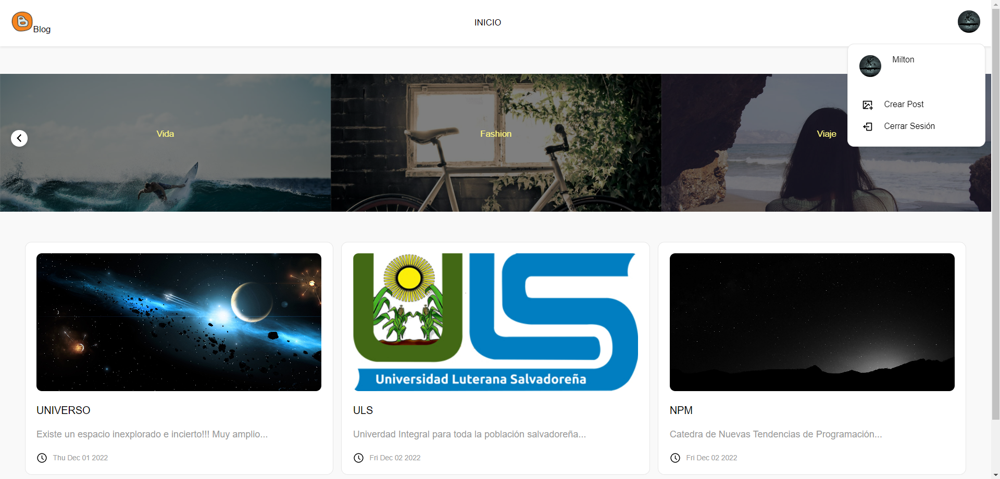 Blog
INICIO
Milton
Crear Post
Cerrar Sesión
Vida
Fashion
Viaje
Universidad Luterana Salvadoreña
UNIVERSO
Existe un espacio inexplorado e incierto!!! Muy amplio...
Thu Dec 01 2022
ULS
Univerdad Integral para toda la población salvadoreña...
Fri Dec 02 2022
NPM
Catedra de Nuevas Tendencias de Programación...
Fri Dec 02 2022